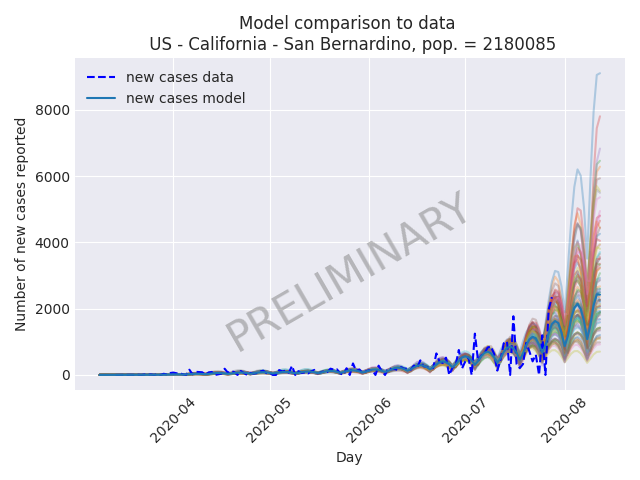 Model comparison to data
US - California - San Bernardino, pop. = 2180085
new cases data
new cases model
Number of new cases reported
8000
6000
4000
2000
0
PRELIMINARY
2020-04
2020-05
2020-06
2020-07
2020-08
Day